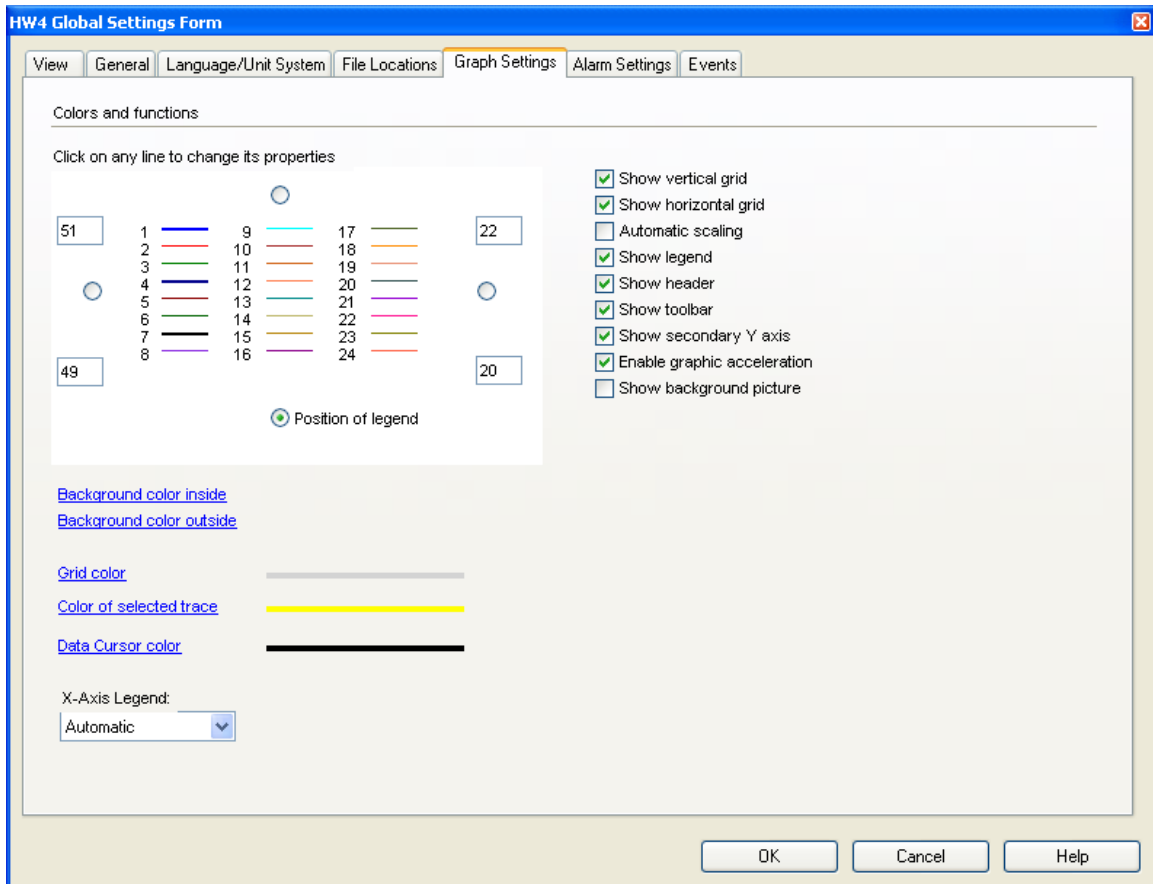 HW4 Global Settings Form
View General Language/Unit System File Locations Graph Settings Alarm Settings Events
Colors and functions
Click on any line to change its properties
51 22
1 9 17
2 10 18
3 11 19
4 12 20
5 13 21
6 14 22
7 15 23
8 16 24
49 20
Position of legend
Show vertical grid
Show horizontal grid
Automatic scaling
Show legend
Show header
Show toolbar
Show secondary Y axis
Enable graphic acceleration
Show background picture
Background color inside
Background color outside
Grid color
Color of selected trace
Data Cursor color
X-Axis Legend:
Automatic
OK Cancel Help